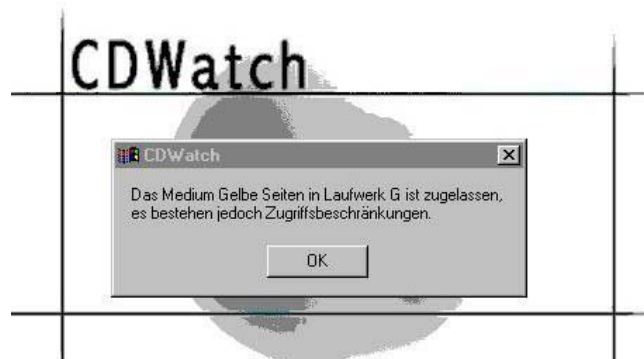 CDWatch
CDWatch
Das Medium Gelbe Seiten in Laufwerk G ist zugelassen,
es bestehen jedoch Zugriffsbeschränkungen.
OK